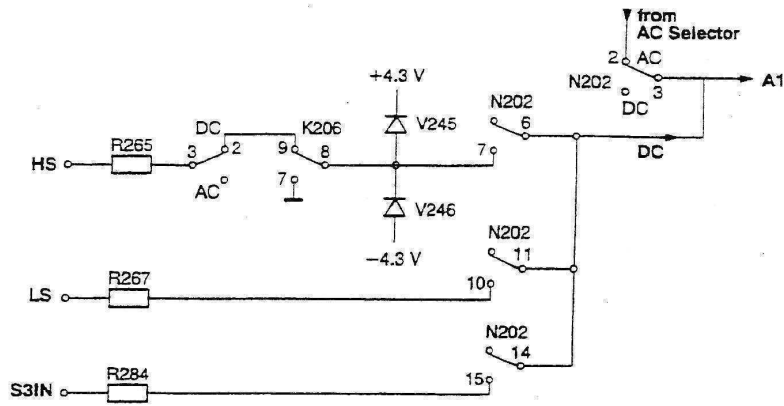 from
AC Selector
2 AC
N202 3 A1
DC
+4.3 V
N202
DC K206 V245
R265 6
HS 3 2 9 8 7 DC
AC 7
V246
N202
−4.3 V
11
R267 10
LS
N202
14
R284 15
S3IN